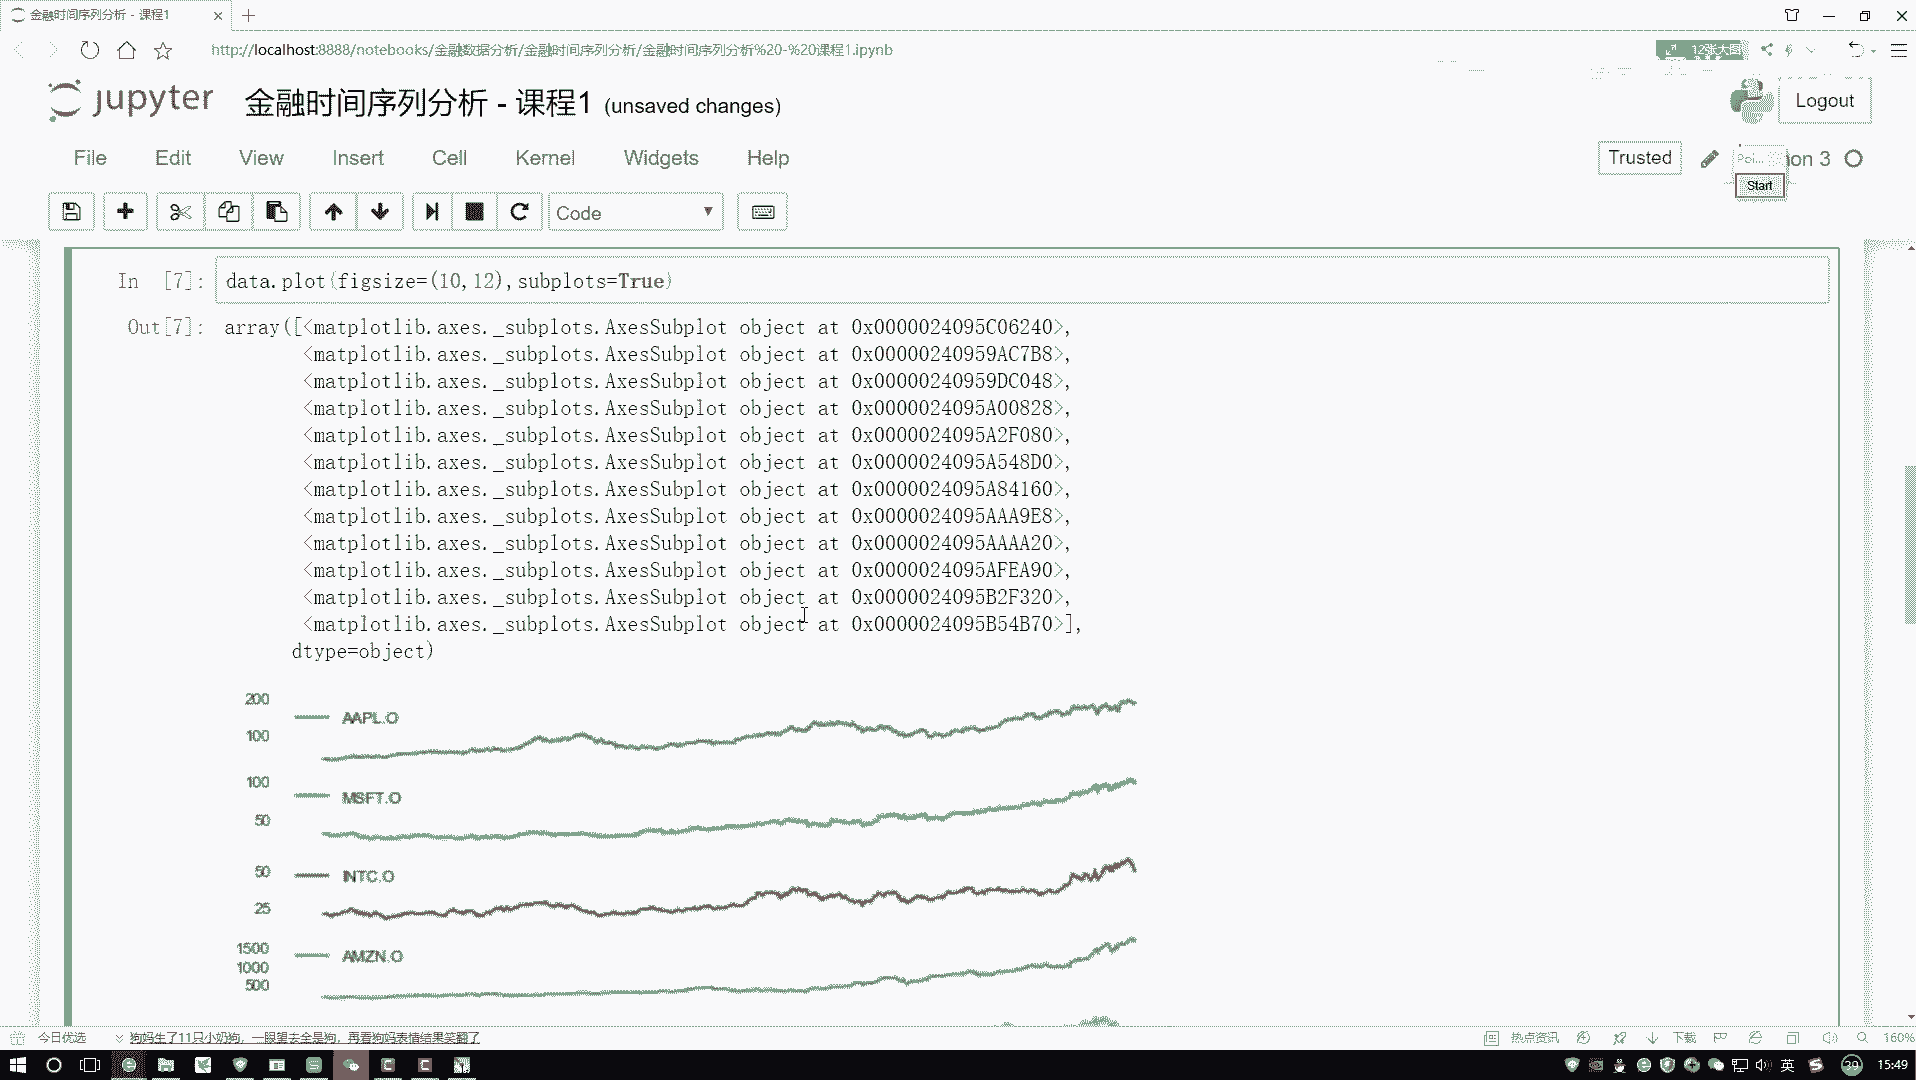 金融时间序列分析 - 课程1
http://localhost:8888/notebooks/金融数据分析/金融时间序列分析/金融时间序列分析%20-%20课程1.ipynb
12张大图
jupyter 金融时间序列分析 - 课程1 (unsaved changes)
Logout
File Edit View Insert Cell Kernel Widgets Help
Trusted
Poi... on 3
Start
Code
In [7]: data.plot(figsize=(10,12),subplots=True)
Out[7]: array([<matplotlib.axes._subplots.AxesSubplot object at 0x0000024095C06240>,
<matplotlib.axes._subplots.AxesSubplot object at 0x00000240959AC7B8>,
<matplotlib.axes._subplots.AxesSubplot object at 0x00000240959DC048>,
<matplotlib.axes._subplots.AxesSubplot object at 0x0000024095A00828>,
<matplotlib.axes._subplots.AxesSubplot object at 0x0000024095A2F080>,
<matplotlib.axes._subplots.AxesSubplot object at 0x0000024095A548D0>,
<matplotlib.axes._subplots.AxesSubplot object at 0x0000024095A84160>,
<matplotlib.axes._subplots.AxesSubplot object at 0x0000024095AAA9E8>,
<matplotlib.axes._subplots.AxesSubplot object at 0x0000024095AAAA20>,
<matplotlib.axes._subplots.AxesSubplot object at 0x0000024095AFEA90>,
<matplotlib.axes._subplots.AxesSubplot object at 0x0000024095B2F320>,
<matplotlib.axes._subplots.AxesSubplot object at 0x0000024095B54B70>],
dtype=object)
200
AAPL.O
100
100
MSFT.O
50
50
INTC.O
25
1500
AMZN.O
1000
500
今日优选
狗妈生了11只小奶狗，一眼望去全是狗，再看狗妈表情结果笑翻了
热点资讯
下载
160%
英
39
15:49